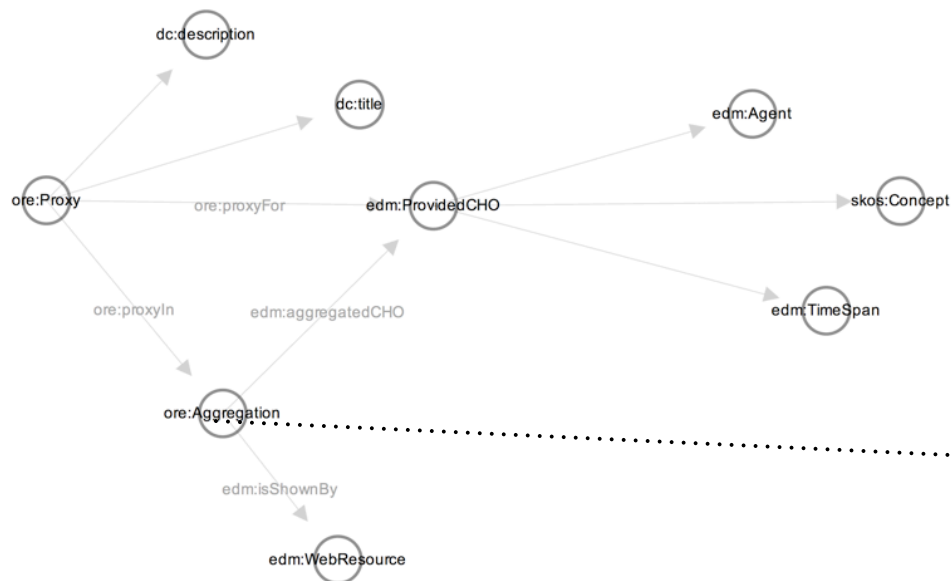 dc:description
dc:title
edm:Agent
ore:Proxy
ore:proxyFor
edm:ProvidedCHO
skos:Concept
ore:proxyIn
edm:aggregatedCHO
edm:TimeSpan
ore:Aggregation
edm:isShownBy
edm:WebResource